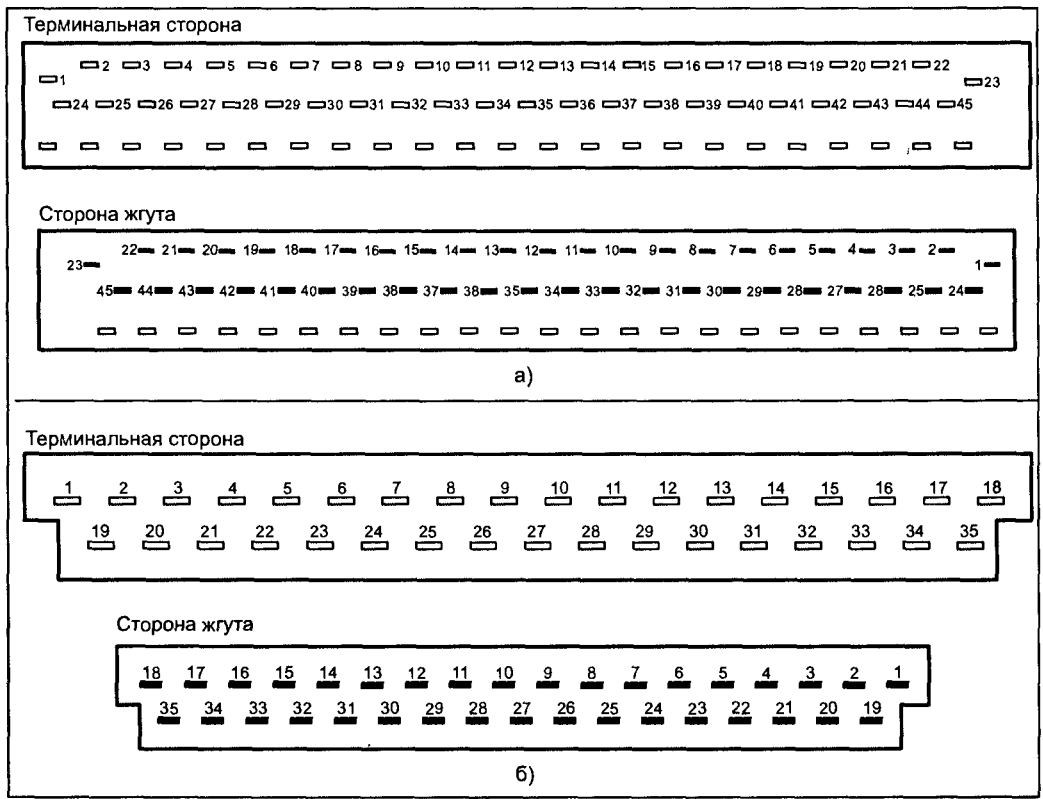 Терминальная сторона
2 3 4 5 6 7 8 9 10 11 12 13 14 15 16 17 18 19 20 21 22
1 23
24 25 26 27 28 29 30 31 32 33 34 35 36 37 38 39 40 41 42 43 44 45
Сторона жгута
22 21 20 19 18 17 16 15 14 13 12 11 10 9 8 7 6 5 4 3 2
23 1
45 44 43 42 41 40 39 38 37 38 35 34 33 32 31 30 29 28 27 28 25 24
а)
Терминальная сторона
1 2 3 4 5 6 7 8 9 10 11 12 13 14 15 16 17 18
19 20 21 22 23 24 25 26 27 28 29 30 31 32 33 34 35
Сторона жгута
18 17 16 15 14 13 12 11 10 9 8 7 6 5 4 3 2 1
35 34 33 32 31 30 29 28 27 26 25 24 23 22 21 20 19
б)